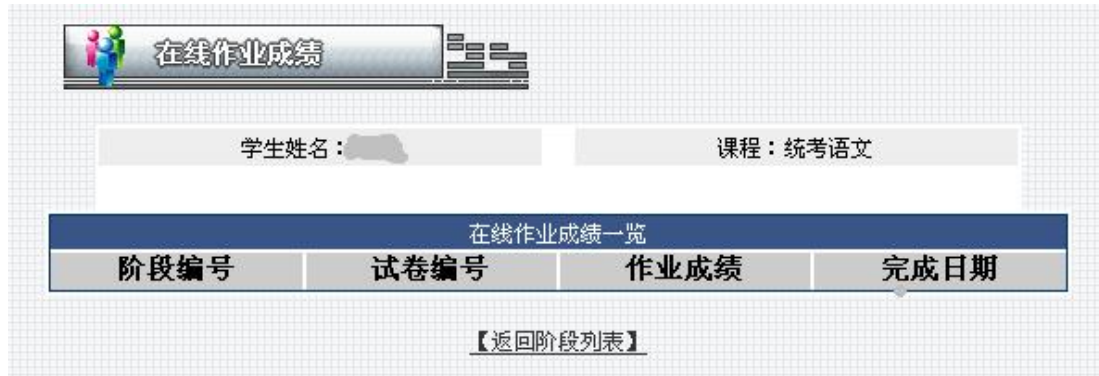 在线作业成绩
学生姓名： 课程：统考语文
在线作业成绩一览
阶段编号 试卷编号 作业成绩 完成日期
【返回阶段列表】